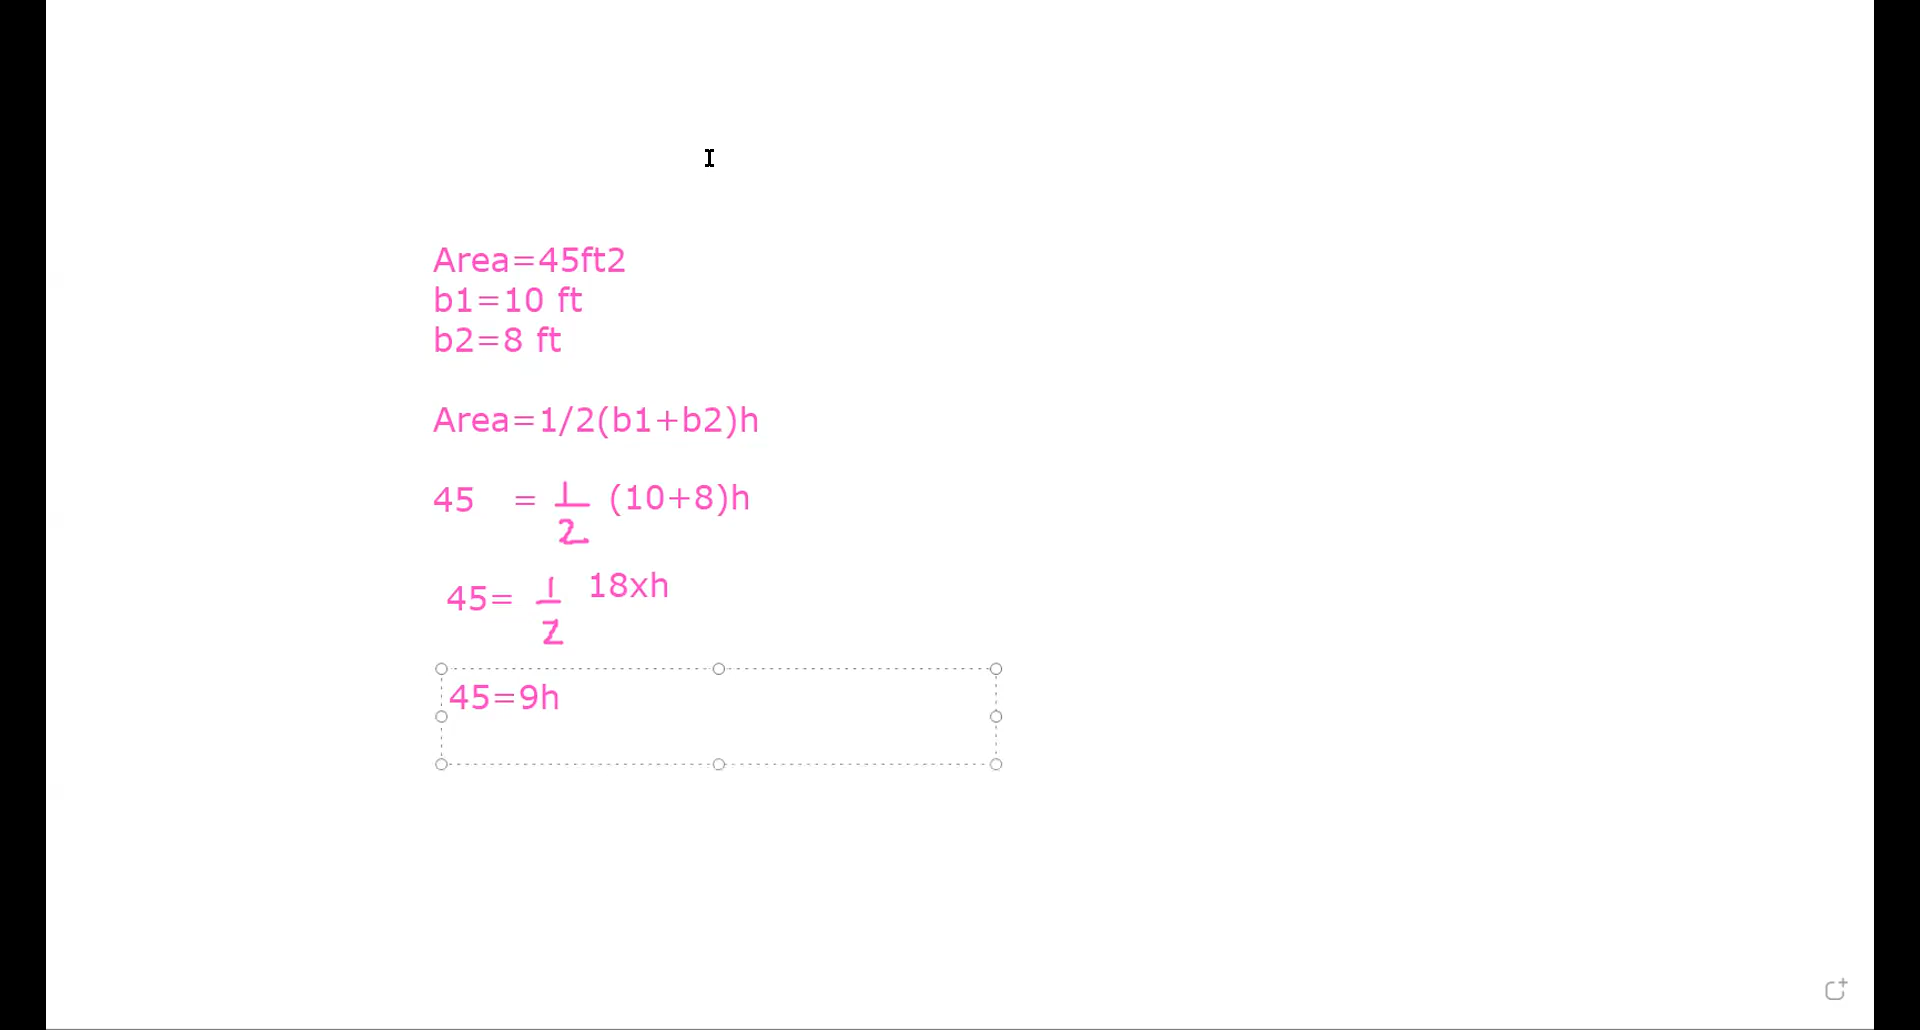 Area=45ft2
b1=10 ft
b2=8 ft
Area=1/2(b1+b2)h
45 = 1/2 (10+8)h
45= 1/2 18xh
45=9h